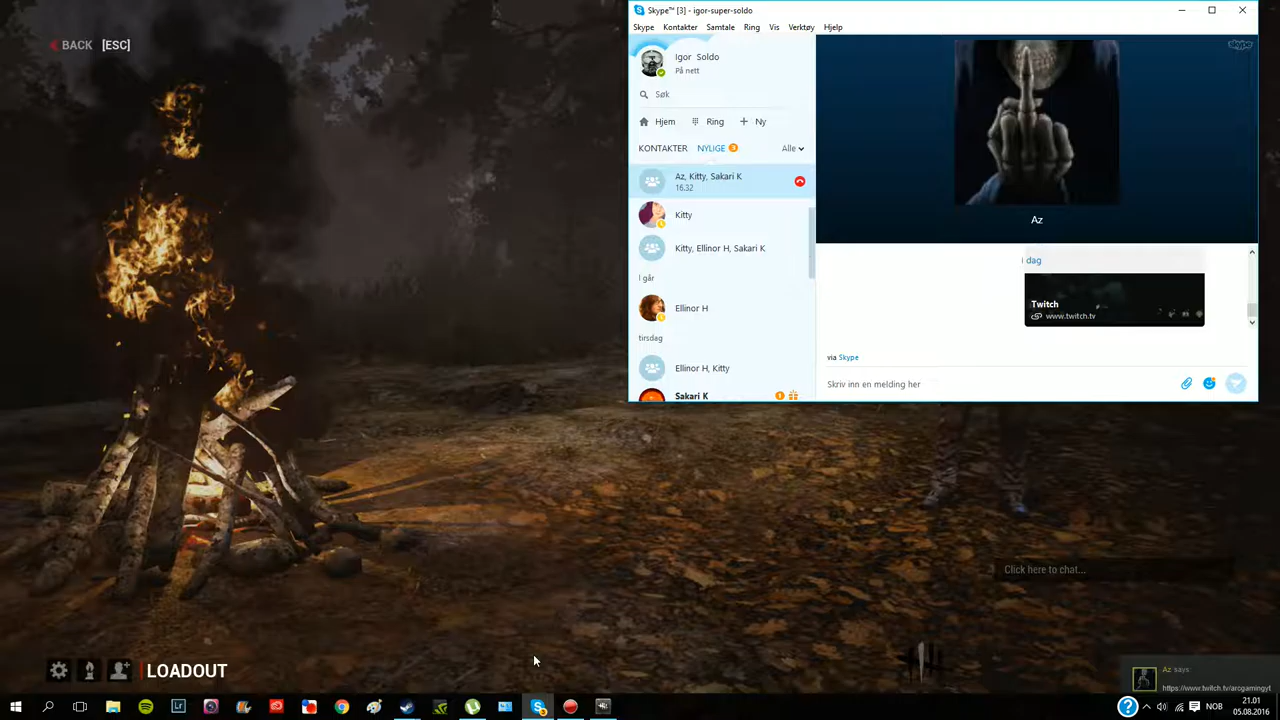 BACK [ESC]
Skype™ [3] - igor-super-soldo
Skype Kontakter Samtale Ring Vis Verktøy Hjelp
Igor Soldo
På nett
Søk
Hjem Ring Ny
KONTAKTER NYLIGE 3 Alle
Az, Kitty, Sakari K
16.32
Kitty
Kitty, Ellinor H, Sakari K
I går
Ellinor H
tirsdag
Ellinor H, Kitty
Sakari K
skype
Az
i dag
Twitch
www.twitch.tv
via Skype
Skriv inn en melding her
Click here to chat...
LOADOUT
Az says:
https://www.twitch.tv/arcgamingyt
NOB
21.01
05.08.2016